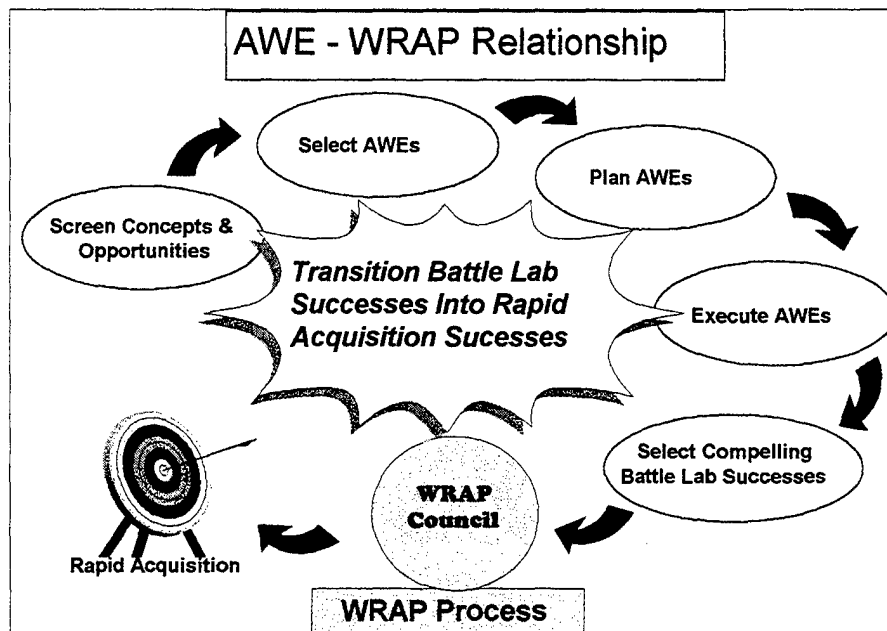 AWE - WRAP Relationship
Select AWEs
Plan AWEs
Screen Concepts &
Opportunities
Transition Battle Lab
Successes Into Rapid
Acquisition Sucesses
Execute AWEs
Select Compelling
Battle Lab Successes
WRAP
Council
Rapid Acquisition
WRAP Process